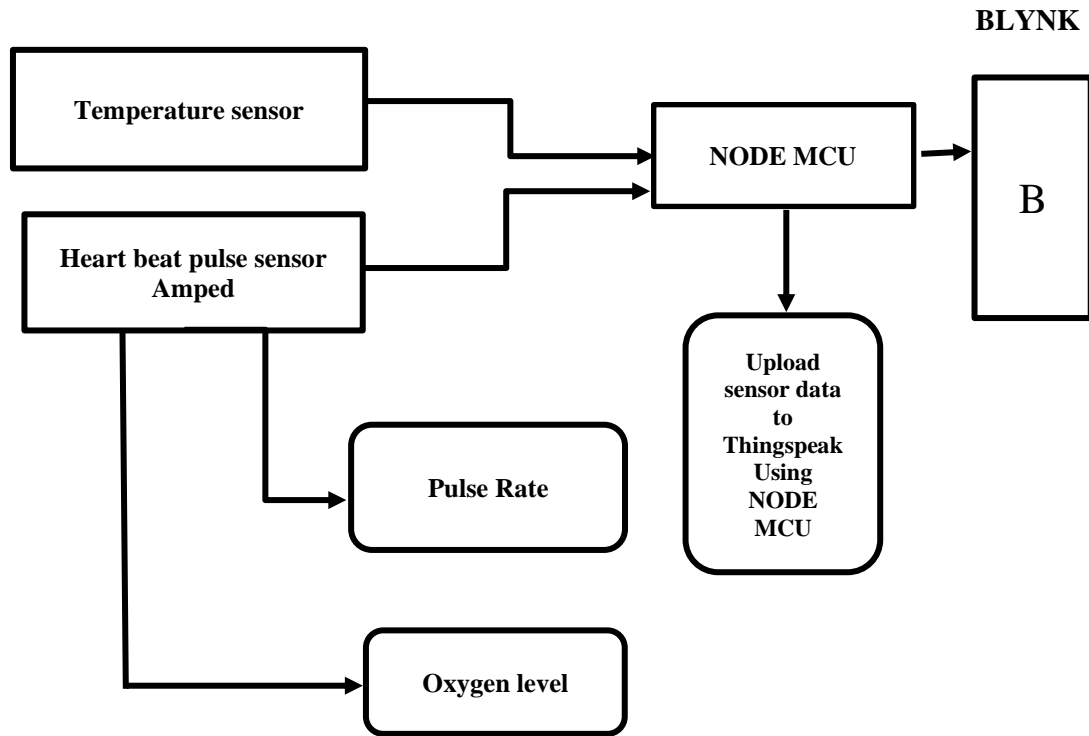 BLYNK
Temperature sensor
NODE MCU
B
Heart beat pulse sensor
Amped
Upload
sensor data
to
Thingspeak
Using
NODE
MCU
Pulse Rate
Oxygen level